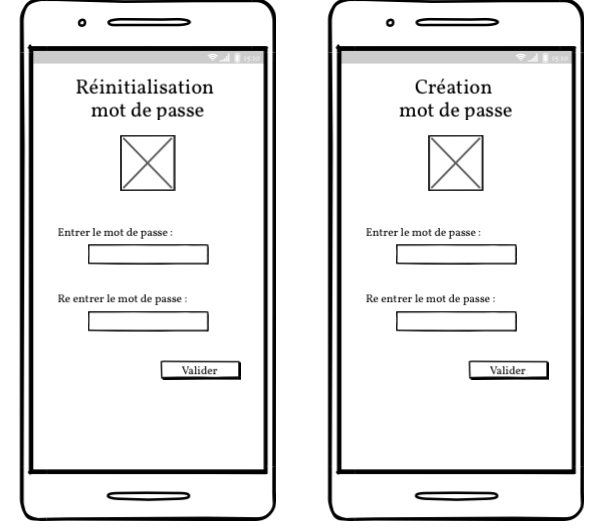 Réinitialisation
mot de passe
Entrer le mot de passe :
Re entrer le mot de passe :
Valider
Création
mot de passe
Entrer le mot de passe :
Re entrer le mot de passe :
Valider